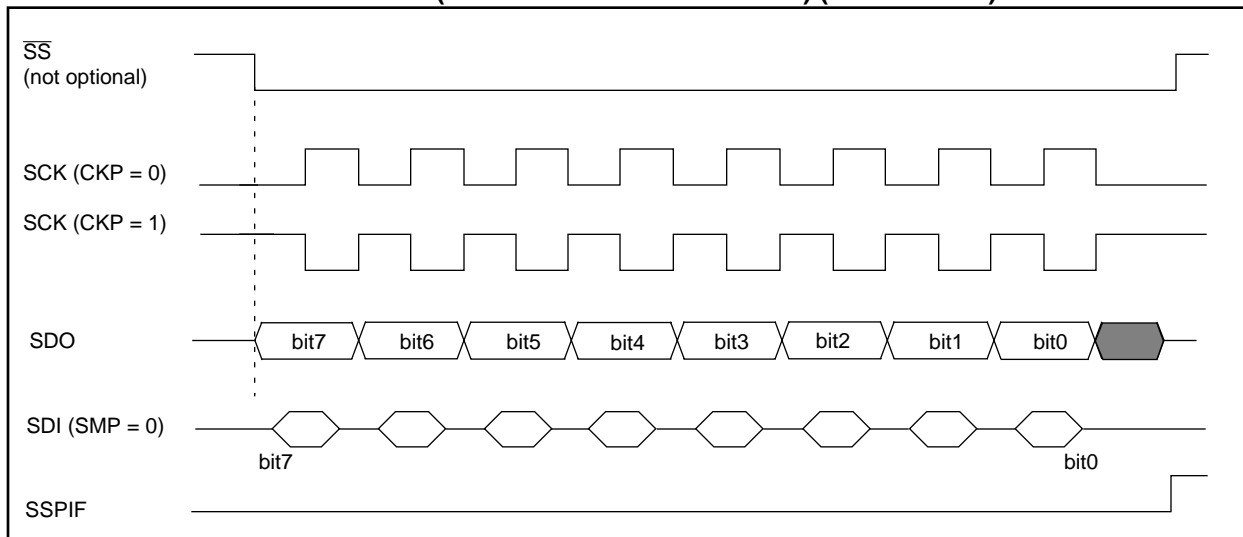 SS
(not optional)
SCK (CKP = 0)
SCK (CKP = 1)
SDO
bit7 bit6 bit5 bit4 bit3 bit2 bit1 bit0
SDI (SMP = 0)
bit7 bit0
SSPIF